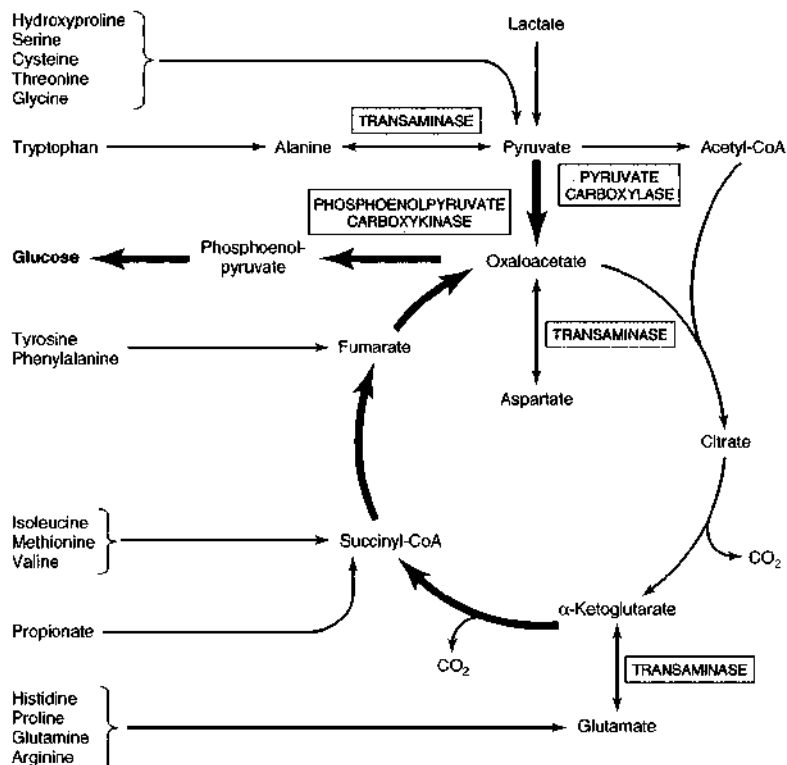 Hydroxyproline
Serine
Cysteine
Threonine
Glycine
Lactate
TRANSAMINASE
Tryptophan
Alanine
Pyruvate
Acetyl-CoA
PHOSPHOENOLPYRUVATE
CARBOXYKINASE
PYRUVATE
CARBOXYLASE
Glucose
Phosphoenol-
pyruvate
Oxaloacetate
Tyrosine
Phenylalanine
Fumarate
TRANSAMINASE
Aspartate
Citrate
Isoleucine
Methionine
Valine
Succinyl-CoA
CO2
α-Ketoglutarate
Propionate
CO2
TRANSAMINASE
Histidine
Proline
Glutamine
Arginine
Glutamate